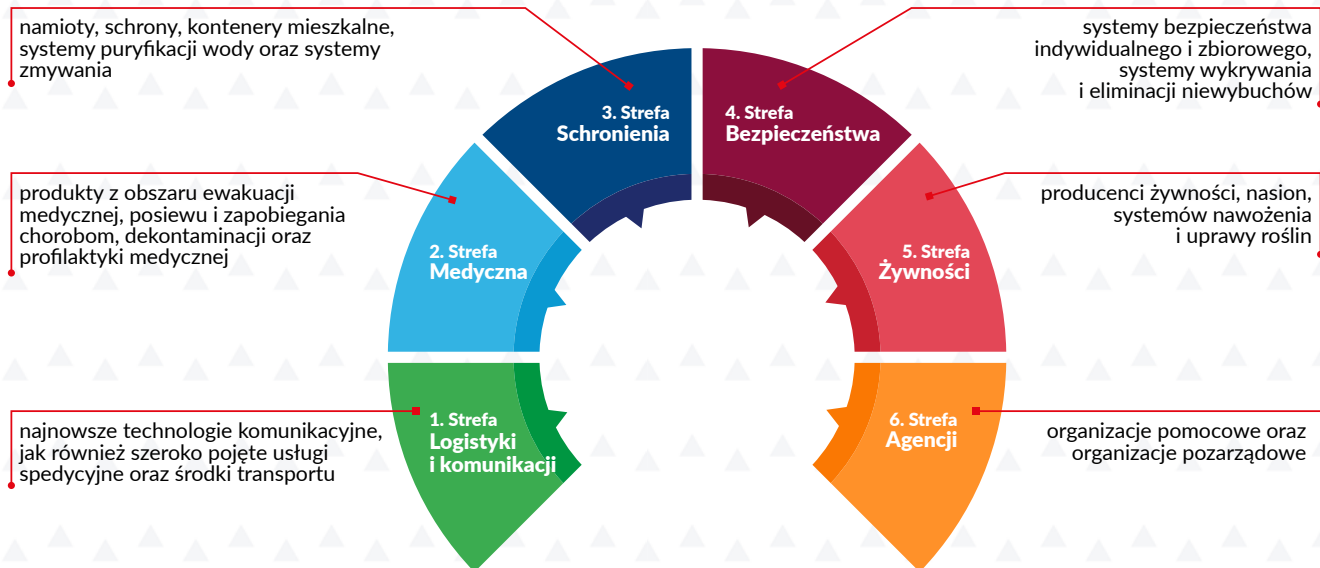 namioty, schrony, kontenery mieszkalne,
systemy puryfikacji wody oraz systemy
zmywania
systemy bezpieczeństwa
indywidualnego i zbiorowego,
systemy wykrywania
i eliminacji niewybuchów
3. Strefa
Schronienia
4. Strefa
Bezpieczeństwa
produkty z obszaru ewakuacji
medycznej, posiewu i zapobiegania
chorobom, dekontaminacji oraz
profilaktyki medycznej
producenci żywności, nasion,
systemów nawożenia
i uprawy roślin
2. Strefa
Medyczna
5. Strefa
Żywności
najnowsze technologie komunikacyjne,
jak również szeroko pojęte usługi
spedycyjne oraz środki transportu
1. Strefa
Logistyki
i komunikacji
6. Strefa
Agencji
organizacje pomocowe oraz
organizacje pozarządowe